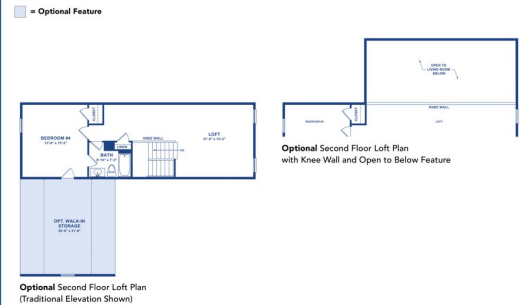 = Optional Feature
OPEN TO
LIVING ROOM
BELOW
KNEE WALL
BEDROOM #4
CLOSET
LOFT
Optional Second Floor Loft Plan
with Knee Wall and Open to Below Feature
CLOSET
BEDROOM #4
KNEE WALL
LOFT
LINEN
BATH
OPT. WALK-IN
STORAGE
Optional Second Floor Loft Plan
(Traditional Elevation Shown)